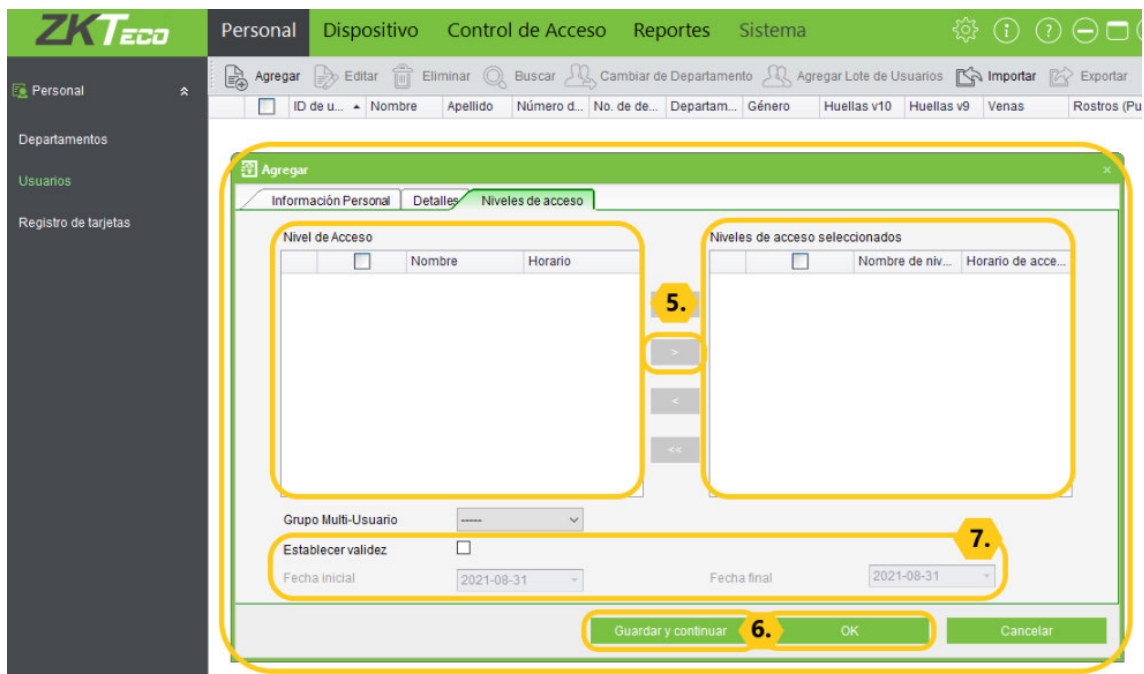 ZKTeco
Personal Dispositivo Control de Acceso Reportes Sistema
Agregar Editar Eliminar Buscar Cambiar de Departamento Agregar Lote de Usuarios Importar Exportar
Personal
ID de u... Nombre Apellido Número d... No. de de... Departam... Género Huellas v10 Huellas v9 Venas Rostros (Pu
Departamentos
Usuarios
Registro de tarjetas
Agregar
Información Personal Detalles Niveles de acceso
Nivel de Acceso
Niveles de acceso seleccionados
Nombre Horario
Nombre de niv... Horario de acce...
5.
>
<
<<
Grupo Multi-Usuario -----
7.
Establecer validez
Fecha inicial 2021-08-31 Fecha final 2021-08-31
Guardar y continuar 6. OK Cancelar